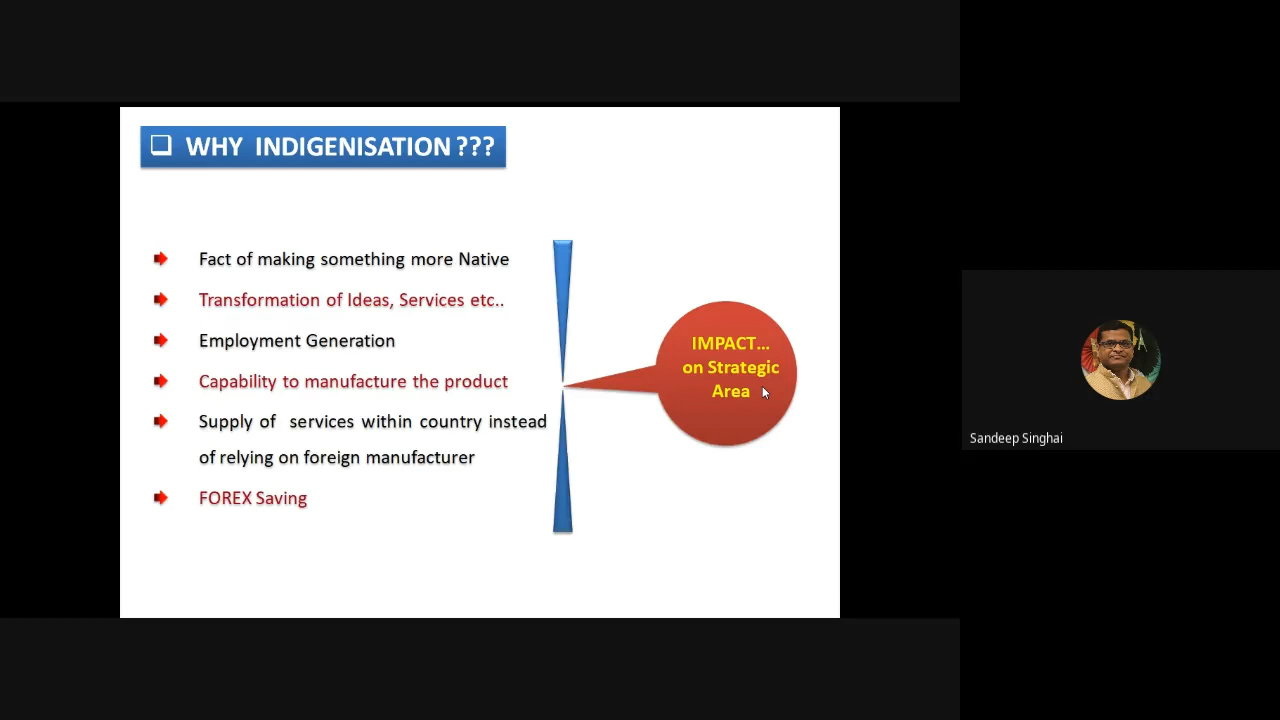 WHY INDIGENISATION ???
Fact of making something more Native
Transformation of Ideas, Services etc..
Employment Generation
Capability to manufacture the product
Supply of services within country instead
of relying on foreign manufacturer
FOREX Saving
IMPACT...
on Strategic
Area
Sandeep Singhai